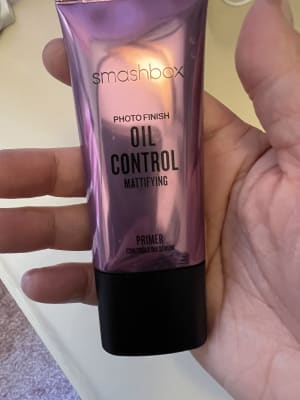 smashbox
PHOTO FINISH
OIL
CONTROL
MATTIFYING
PRIMER